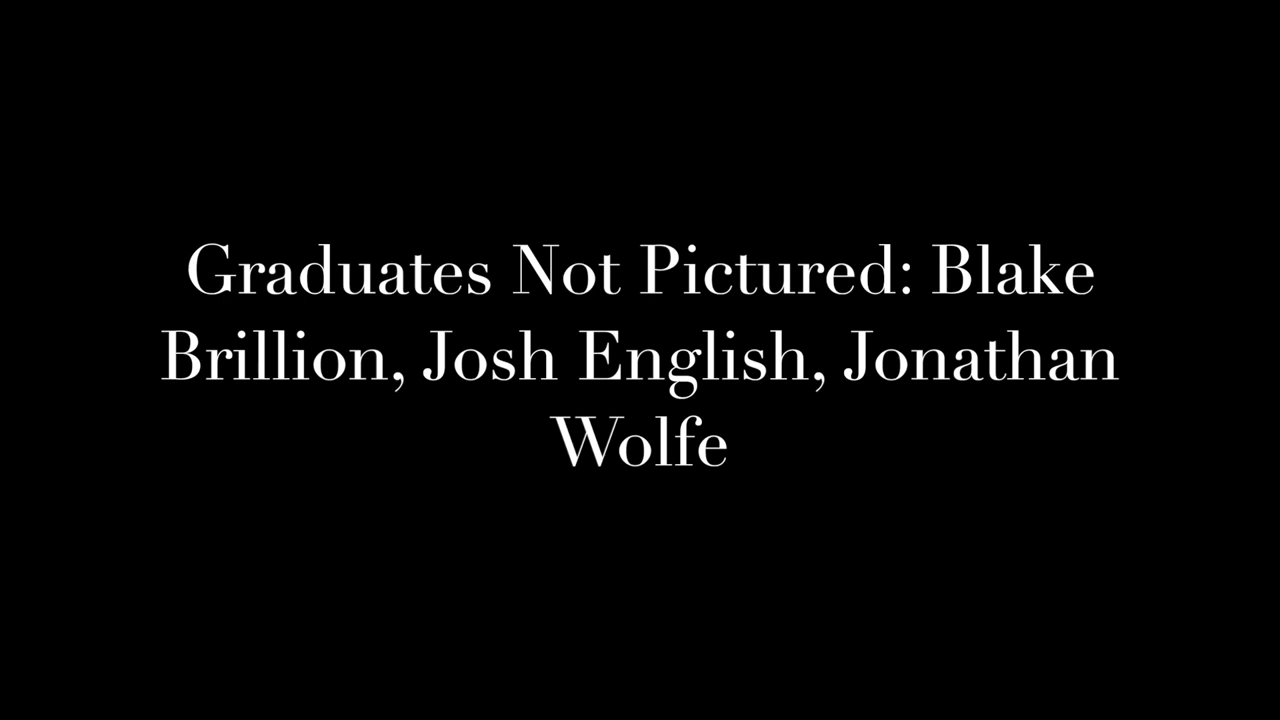 Graduates Not Pictured: Blake
Brillion, Josh English, Jonathan
Wolfe